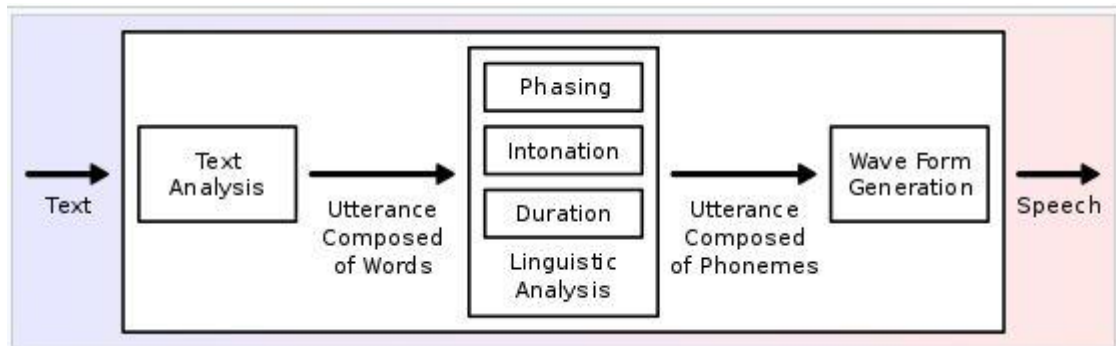 Text
Text
Analysis
Utterance
Composed
of Words
Phasing
Intonation
Duration
Linguistic
Analysis
Utterance
Composed
of Phonemes
Wave Form
Generation
Speech